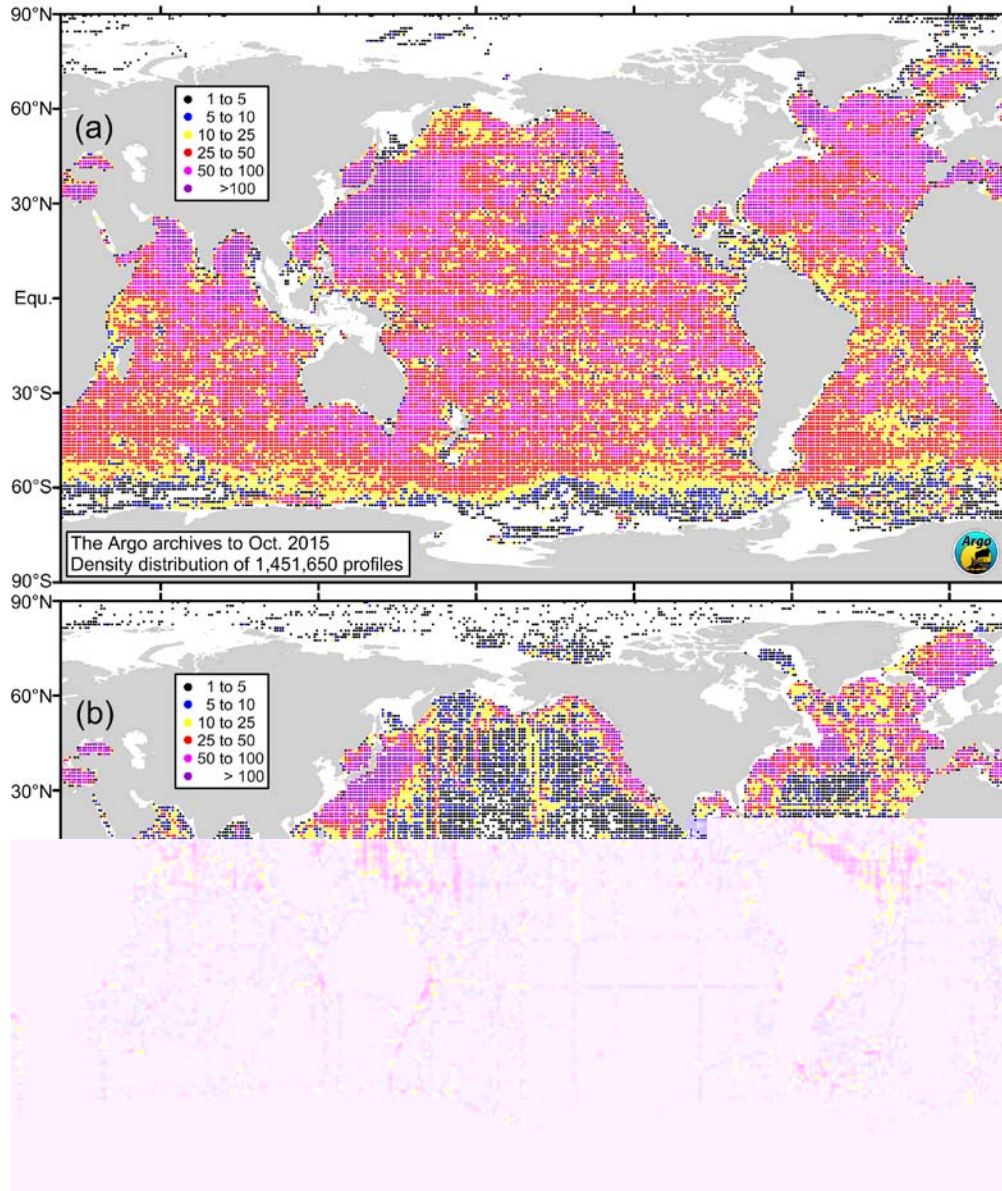 90°N
60°N
30°N
Equ.
30°S
60°S
90°S
(a)
1 to 5
5 to 10
10 to 25
25 to 50
50 to 100
>100
The Argo archives to Oct. 2015
Density distribution of 1,451,650 profiles
Argo
90°N
60°N
30°N
(b)
1 to 5
5 to 10
10 to 25
25 to 50
50 to 100
> 100